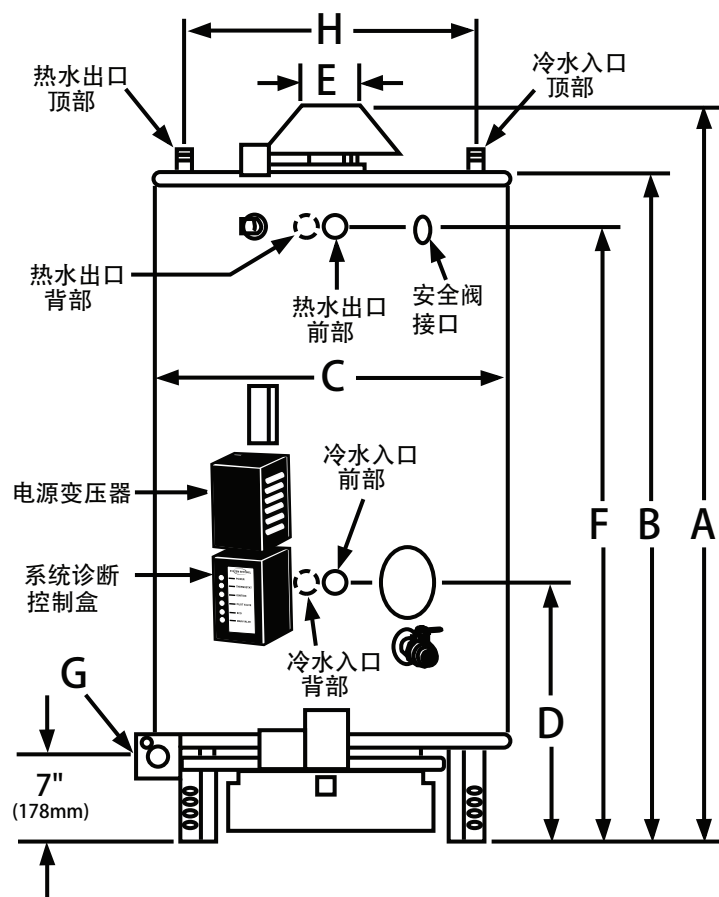 H
E
热水出口
顶部
冷水入口
顶部
热水出口
背部
热水出口
前部
安全阀
接口
C
冷水入口
前部
电源变压器
F
B
A
系统诊断
控制盒
冷水入口
背部
G
D
7"
(178mm)